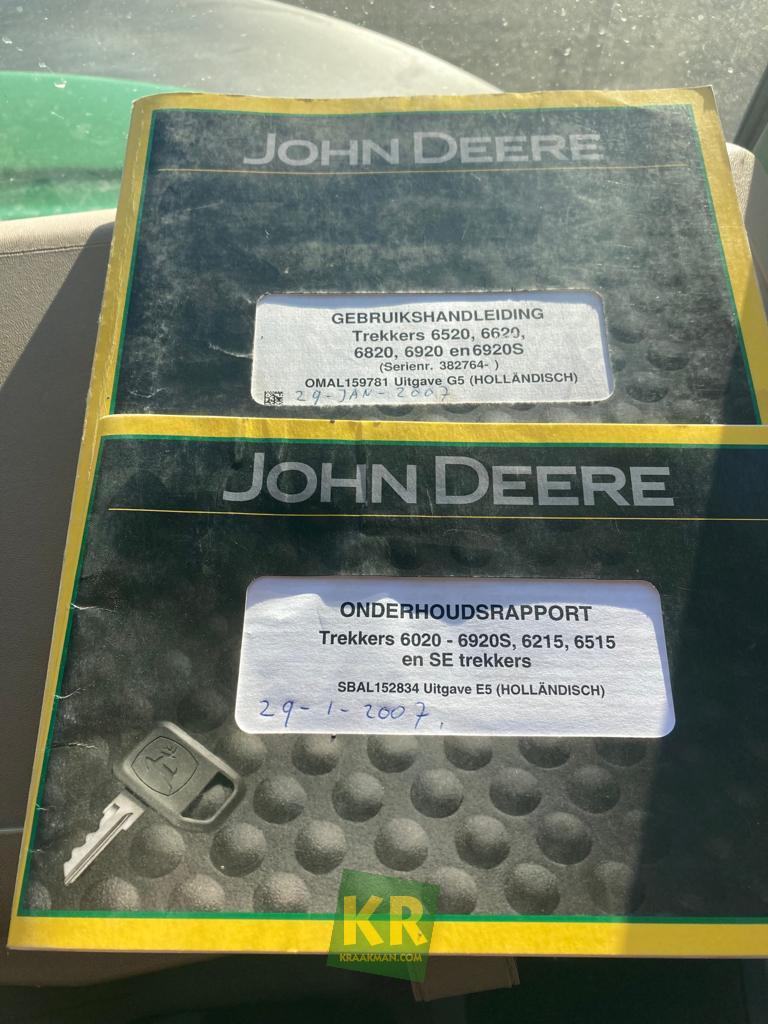 JOHN DEERE
GEBRUIKSHANDLEIDING
Trekkers 6520, 6620,
6820, 6920 en6920S
(Serienr. 382764- )
OMAL159781 Uitgave G5 (HOLLÄNDISCH)
29-JAN-2007
JOHN DEERE
ONDERHOUDSRAPPORT
Trekkers 6020 - 6920S, 6215, 6515
en SE trekkers
SBAL152834 Uitgave E5 (HOLLÄNDISCH)
29-1-2007.
KR
KRAAKMAN.COM